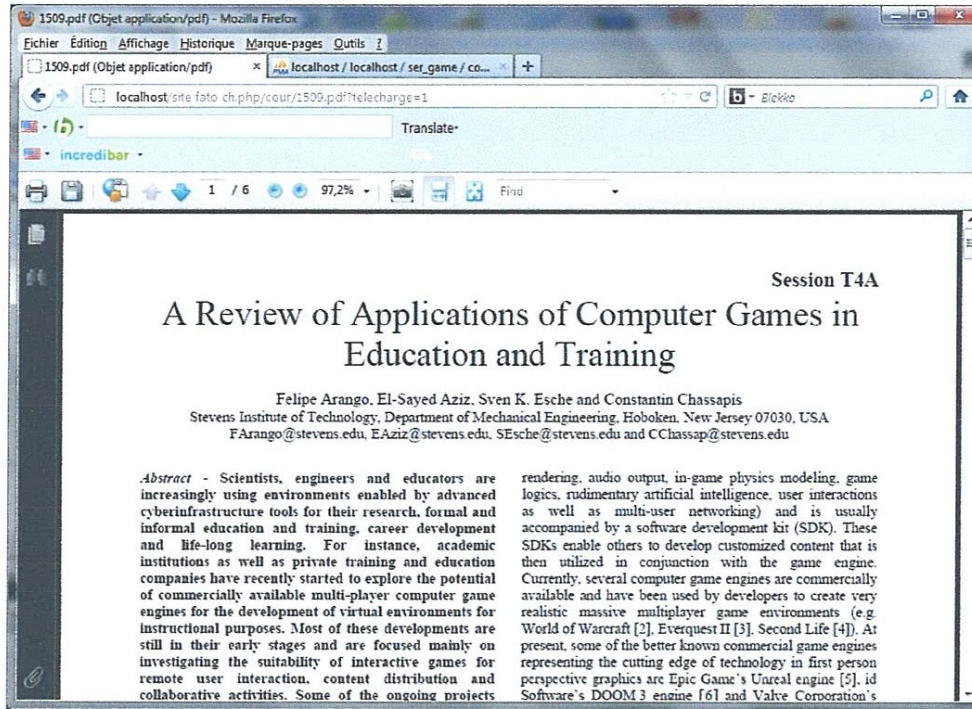 1509.pdf (Objet application/pdf) - Mozilla Firefox
Fichier Édition Affichage Historique Marque-pages Outils ?
1509.pdf (Objet application/pdf) × localhost / localhost / ser_game / co... × +
localhost/site fato ch.php/cour/1509.pdf?telecharge=1 Blekko
Translate
incredibar
1 / 6 97,2% Find
Session T4A
A Review of Applications of Computer Games in
Education and Training
Felipe Arango, El-Sayed Aziz, Sven K. Esche and Constantin Chassapis
Stevens Institute of Technology, Department of Mechanical Engineering, Hoboken, New Jersey 07030, USA
FArango@stevens.edu, EAziz@stevens.edu, SEsche@stevens.edu and CChassap@stevens.edu
Abstract - Scientists, engineers and educators are
increasingly using environments enabled by advanced
cyberinfrastructure tools for their research, formal and
informal education and training, career development
and life-long learning. For instance, academic
institutions as well as private training and education
companies have recently started to explore the potential
of commercially available multi-player computer game
engines for the development of virtual environments for
instructional purposes. Most of these developments are
still in their early stages and are focused mainly on
investigating the suitability of interactive games for
remote user interaction, content distribution and
collaborative activities. Some of the ongoing projects
rendering, audio output, in-game physics modeling, game
logics, rudimentary artificial intelligence, user interactions
as well as multi-user networking) and is usually
accompanied by a software development kit (SDK). These
SDKs enable others to develop customized content that is
then utilized in conjunction with the game engine.
Currently, several computer game engines are commercially
available and have been used by developers to create very
realistic massive multiplayer game environments (e.g.
World of Warcraft [2], Everquest II [3], Second Life [4]). At
present, some of the better known commercial game engines
representing the cutting edge of technology in first person
perspective graphics are Epic Game's Unreal engine [5], id
Software's DOOM 3 engine [6] and Valve Corporation's